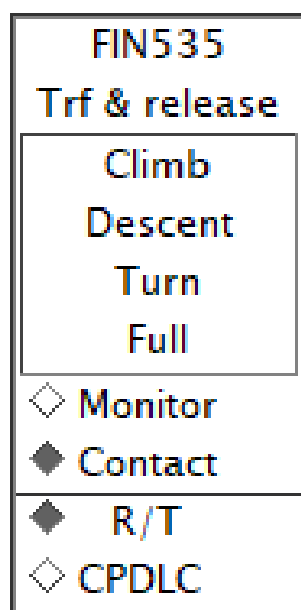 FIN535
Trf & release
Climb
Descent
Turn
Full
Monitor
Contact
R/T
CPDLC